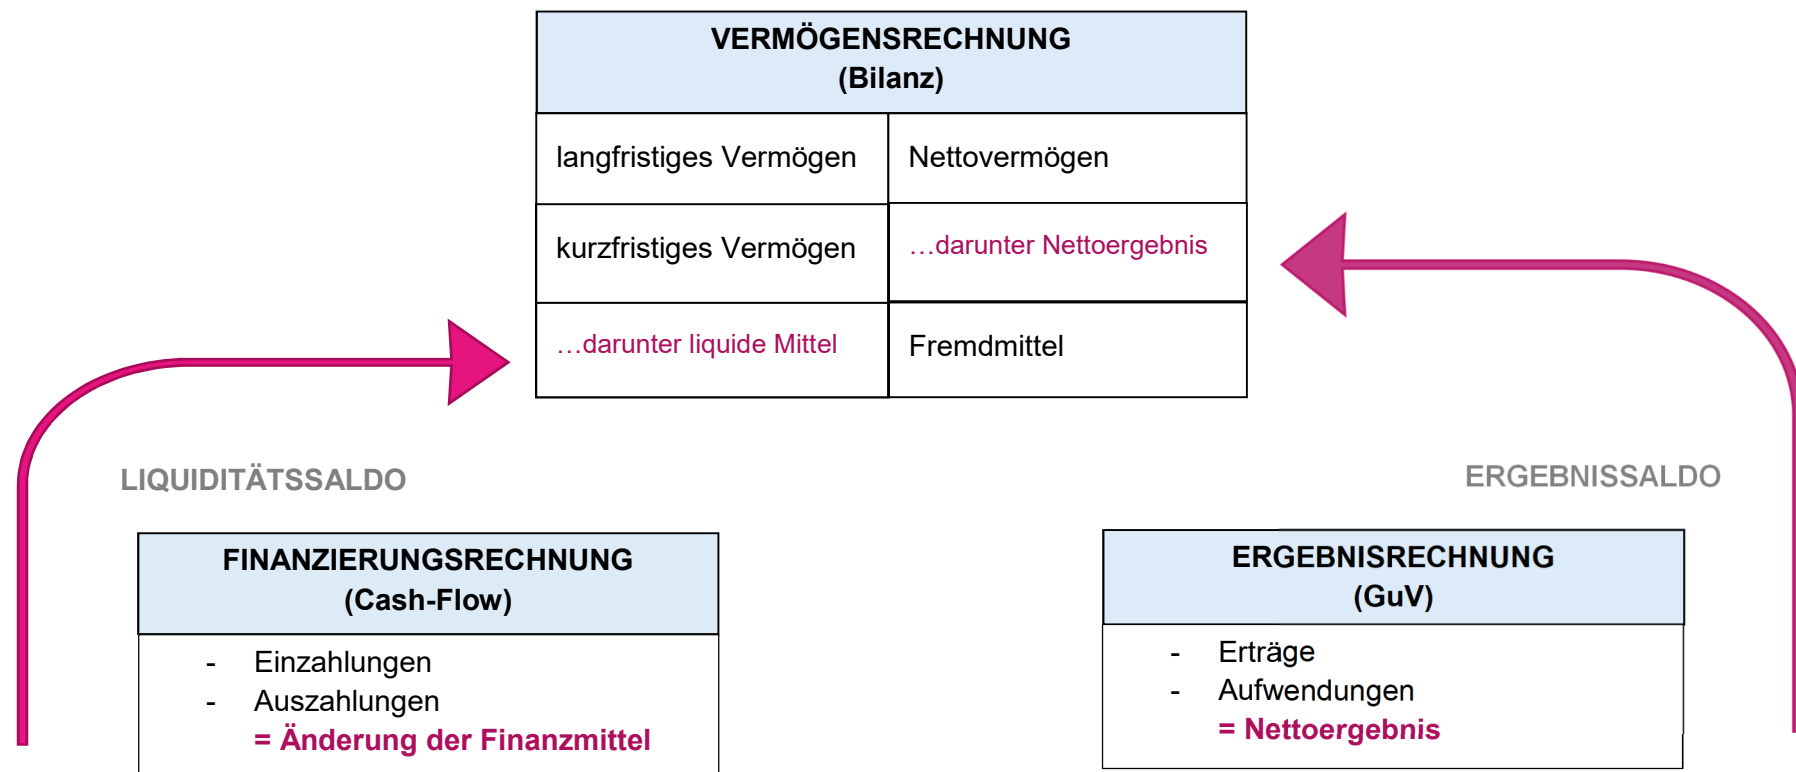 VERMÖGENSRECHNUNG
(Bilanz)
langfristiges Vermögen
Nettovermögen
kurzfristiges Vermögen
…darunter Nettoergebnis
…darunter liquide Mittel
Fremdmittel
LIQUIDITÄTSSALDO
ERGEBNISSALDO
FINANZIERUNGSRECHNUNG
(Cash-Flow)
- Einzahlungen
- Auszahlungen
= Änderung der Finanzmittel
ERGEBNISRECHNUNG
(GuV)
- Erträge
- Aufwendungen
= Nettoergebnis